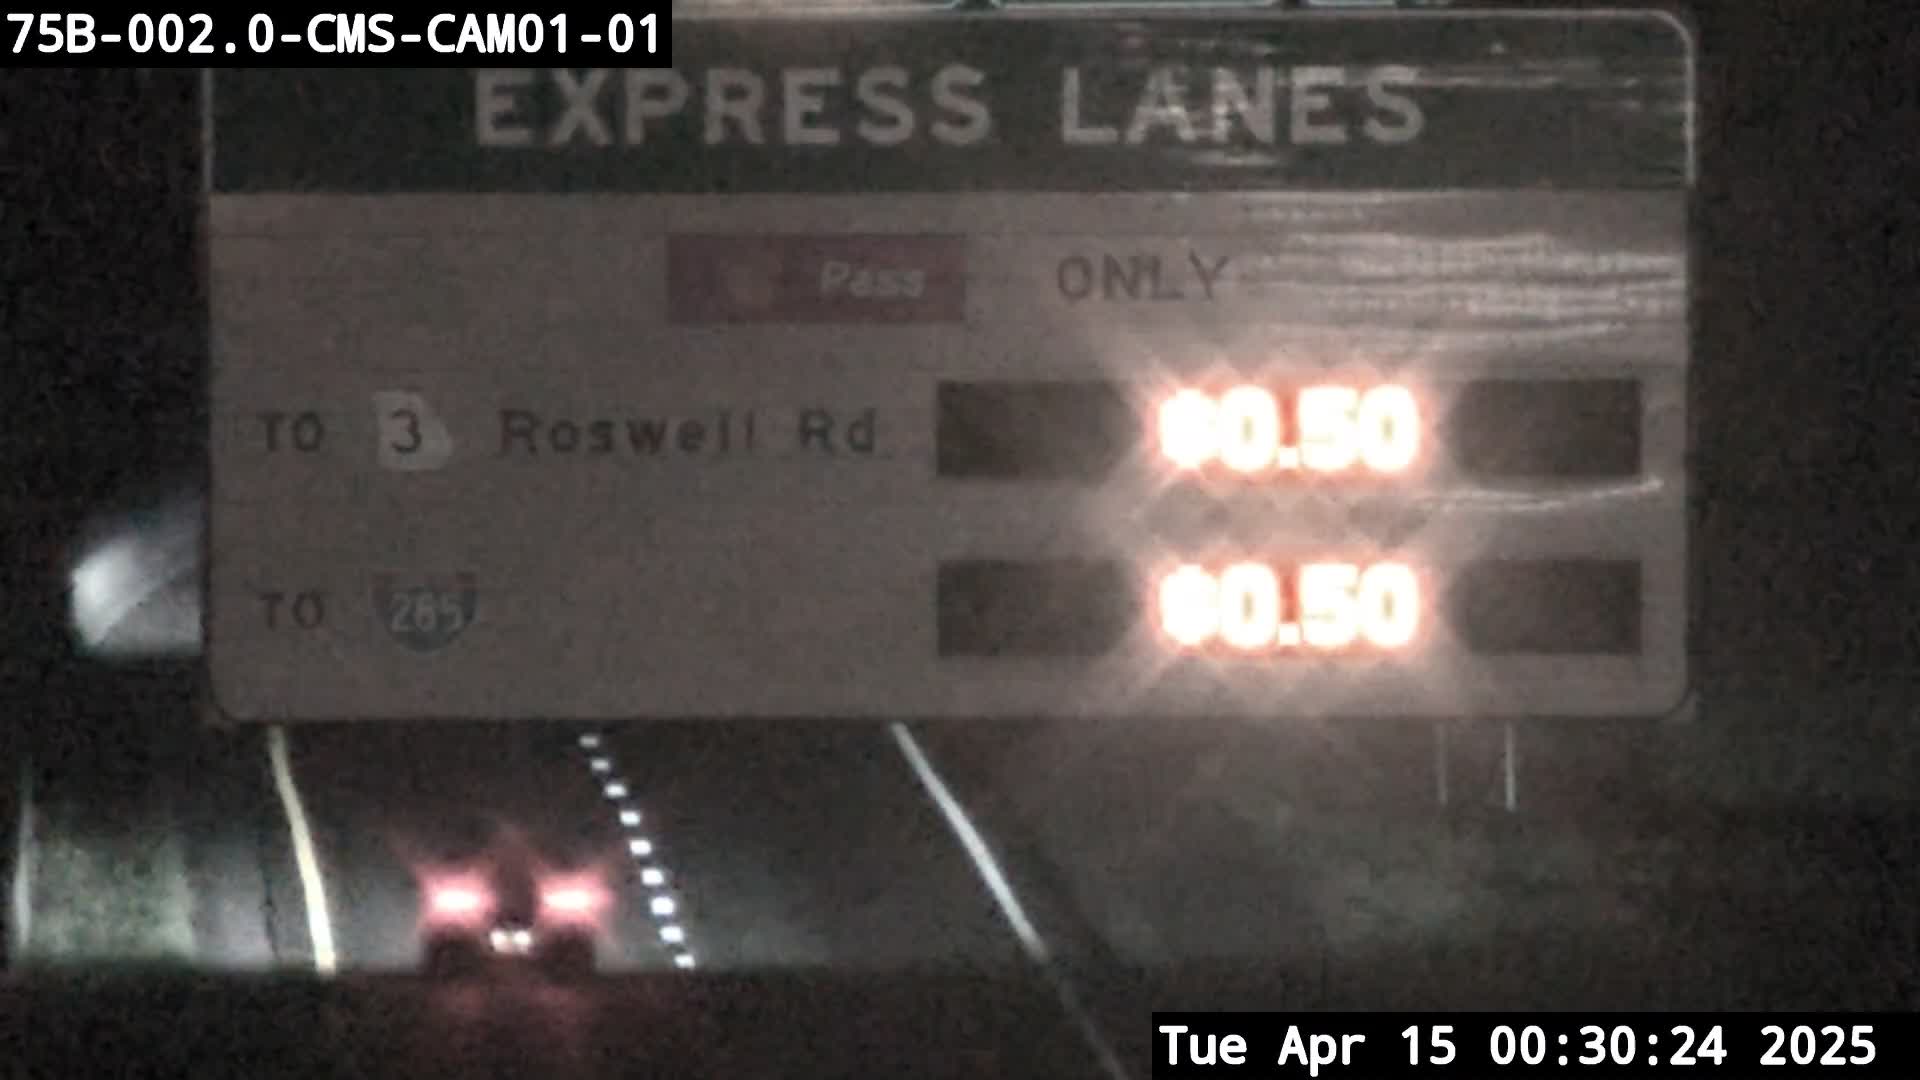 75B-002.0-CMS-CAM01-01
EXPRESS LANES
Pass ONLY
TO 3 Roswell Rd $0.50
TO 285 $0.50
Tue Apr 15 00:30:24 2025